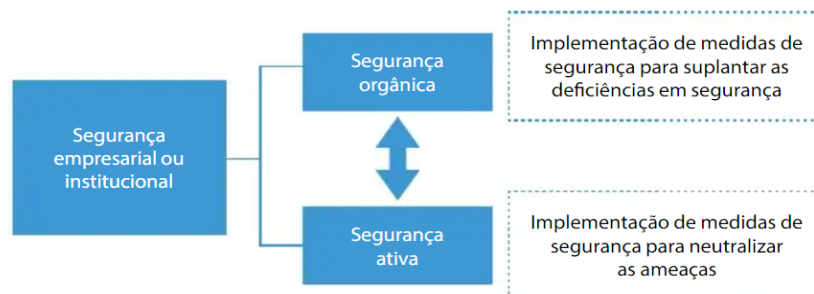 Segurança
empresarial ou
institucional
Segurança
orgânica
Implementação de medidas de
segurança para suplantar as
deficiências em segurança
Segurança
ativa
Implementação de medidas de
segurança para neutralizar
as ameaças